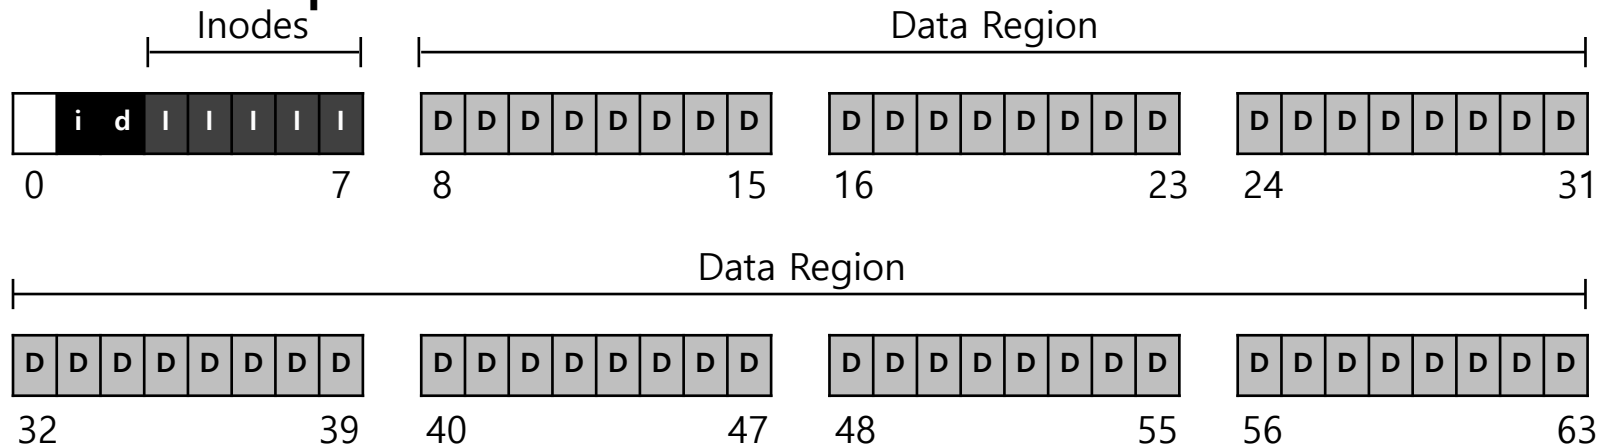 Inodes Data Region
i d I I I I I D D D D D D D D D D D D D D D D D D D D D D D D
0 7 8 15 16 23 24 31
Data Region
D D D D D D D D D D D D D D D D D D D D D D D D D D D D D D D D
32 39 40 47 48 55 56 63